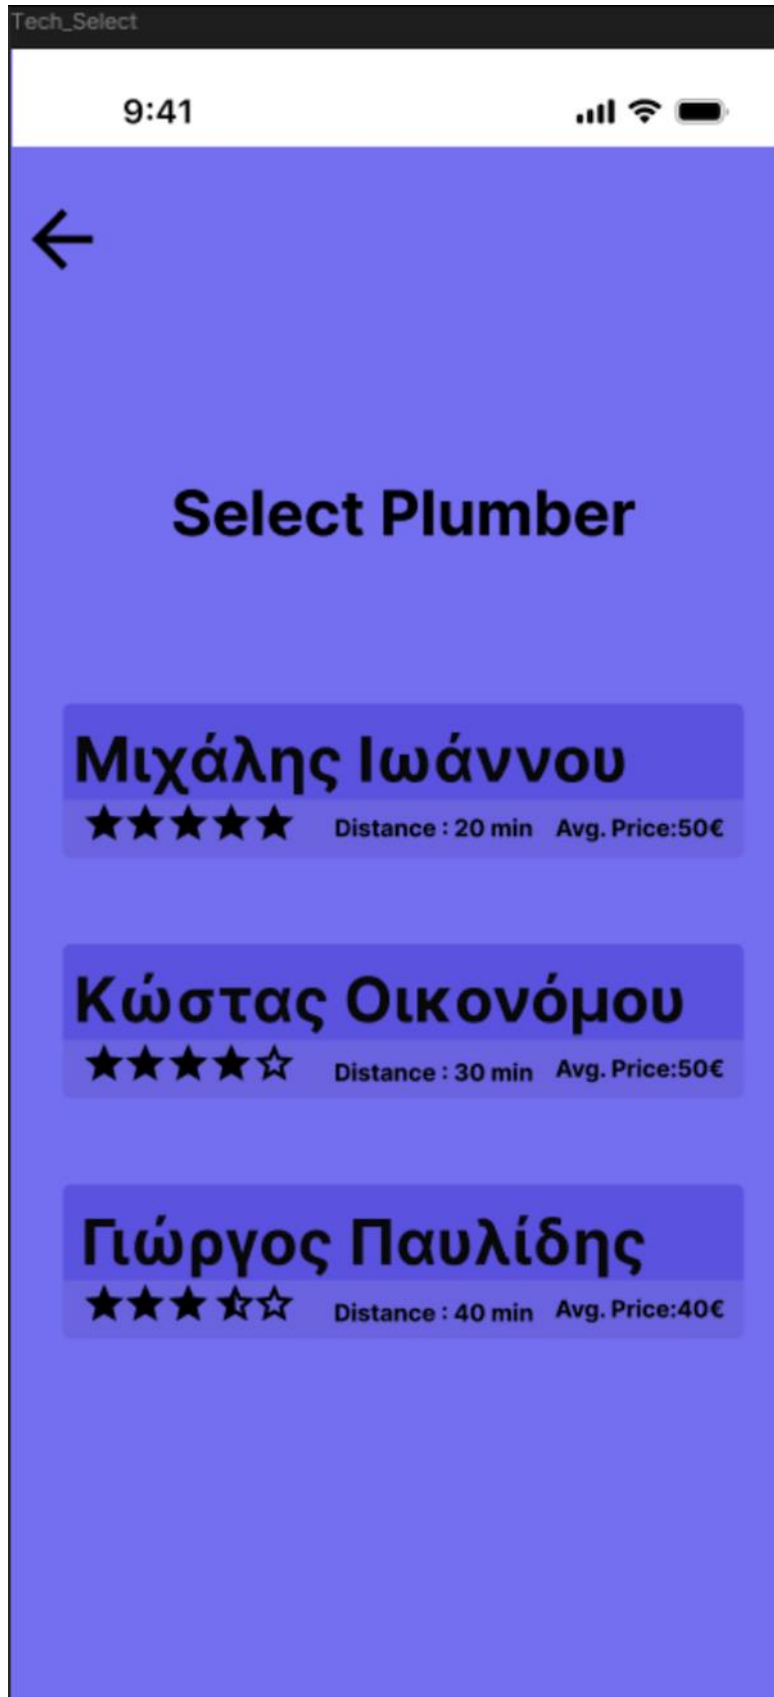 Tech_Select
9:41
Select Plumber
Μιχάλης Ιωάννου
Distance : 20 min Avg. Price:50€
Κώστας Οικονόμου
Distance : 30 min Avg. Price:50€
Γιώργος Παυλίδης
Distance : 40 min Avg. Price:40€